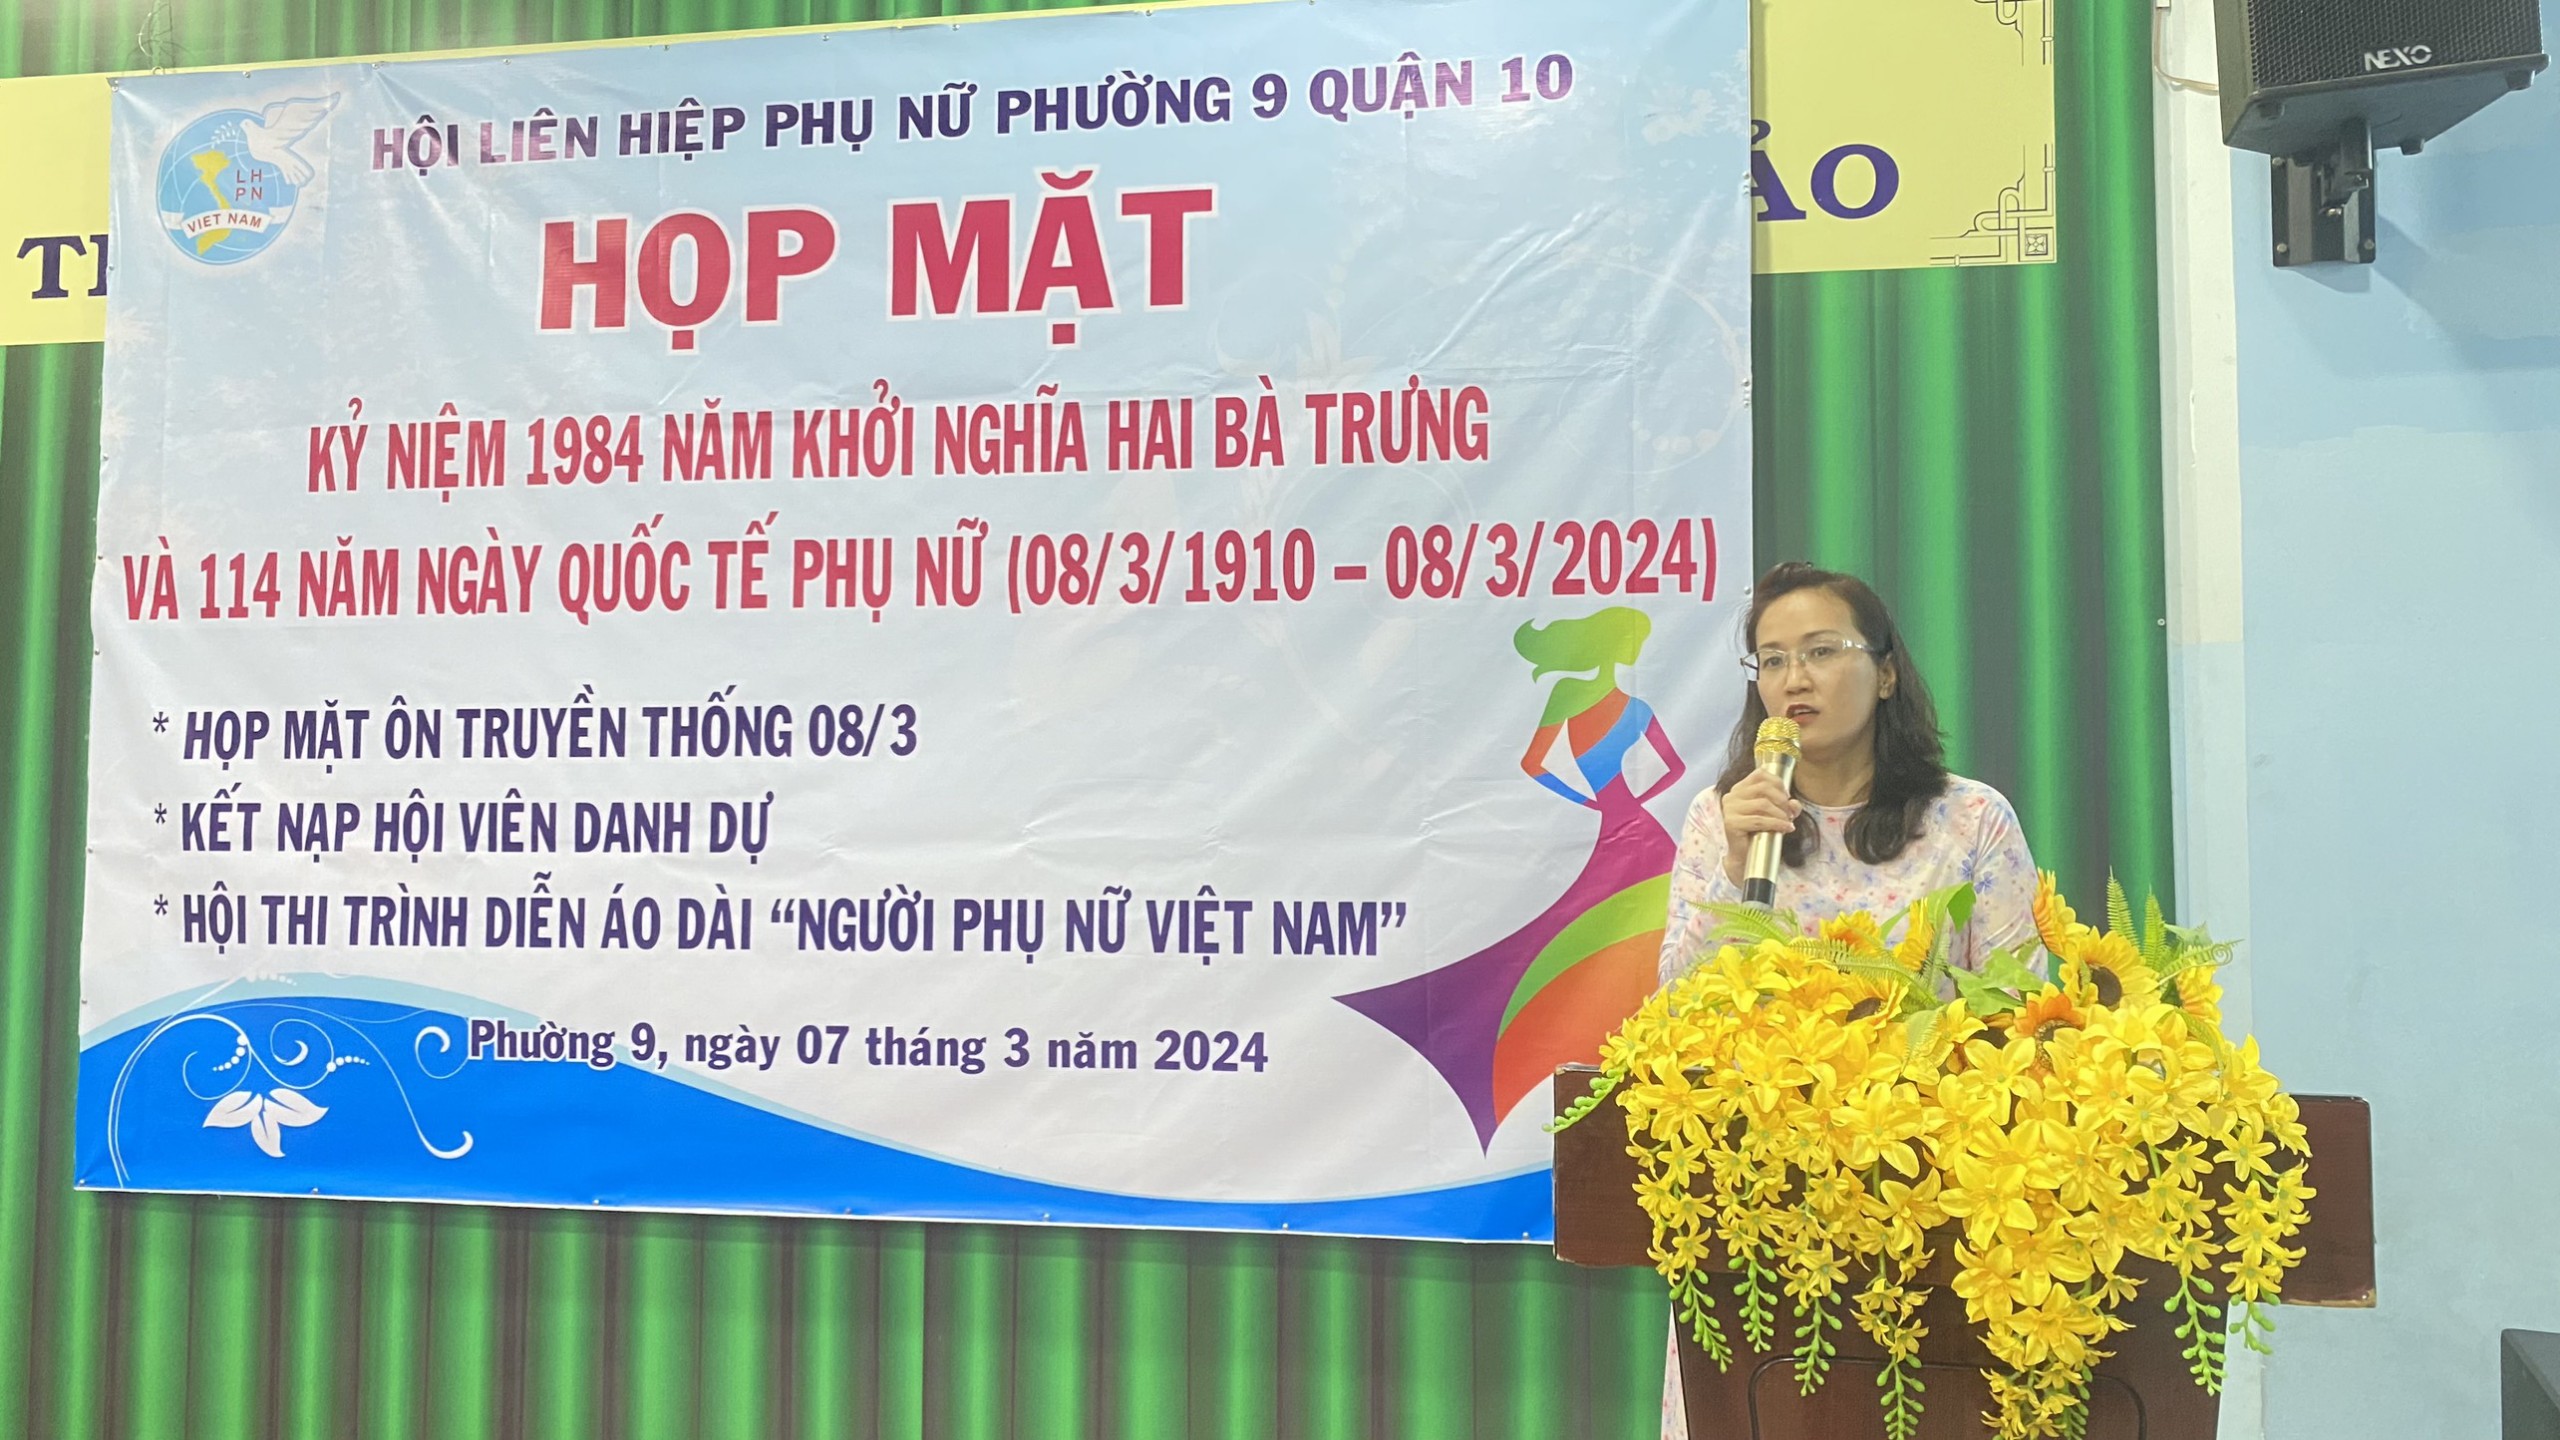 NEXO
HỘI LIÊN HIỆP PHỤ NỮ PHƯỜNG 9 QUẬN 10
LH
PN
VIET NAM
HỌP MẶT
KỶ NIỆM 1984 NĂM KHỞI NGHĨA HAI BÀ TRƯNG
VÀ 114 NĂM NGÀY QUỐC TẾ PHỤ NỮ (08/3/1910 – 08/3/2024)
* HỌP MẶT ÔN TRUYỀN THỐNG 08/3
* KẾT NẠP HỘI VIÊN DANH DỰ
* HỘI THI TRÌNH DIỄN ÁO DÀI “NGƯỜI PHỤ NỮ VIỆT NAM”
Phường 9, ngày 07 tháng 3 năm 2024